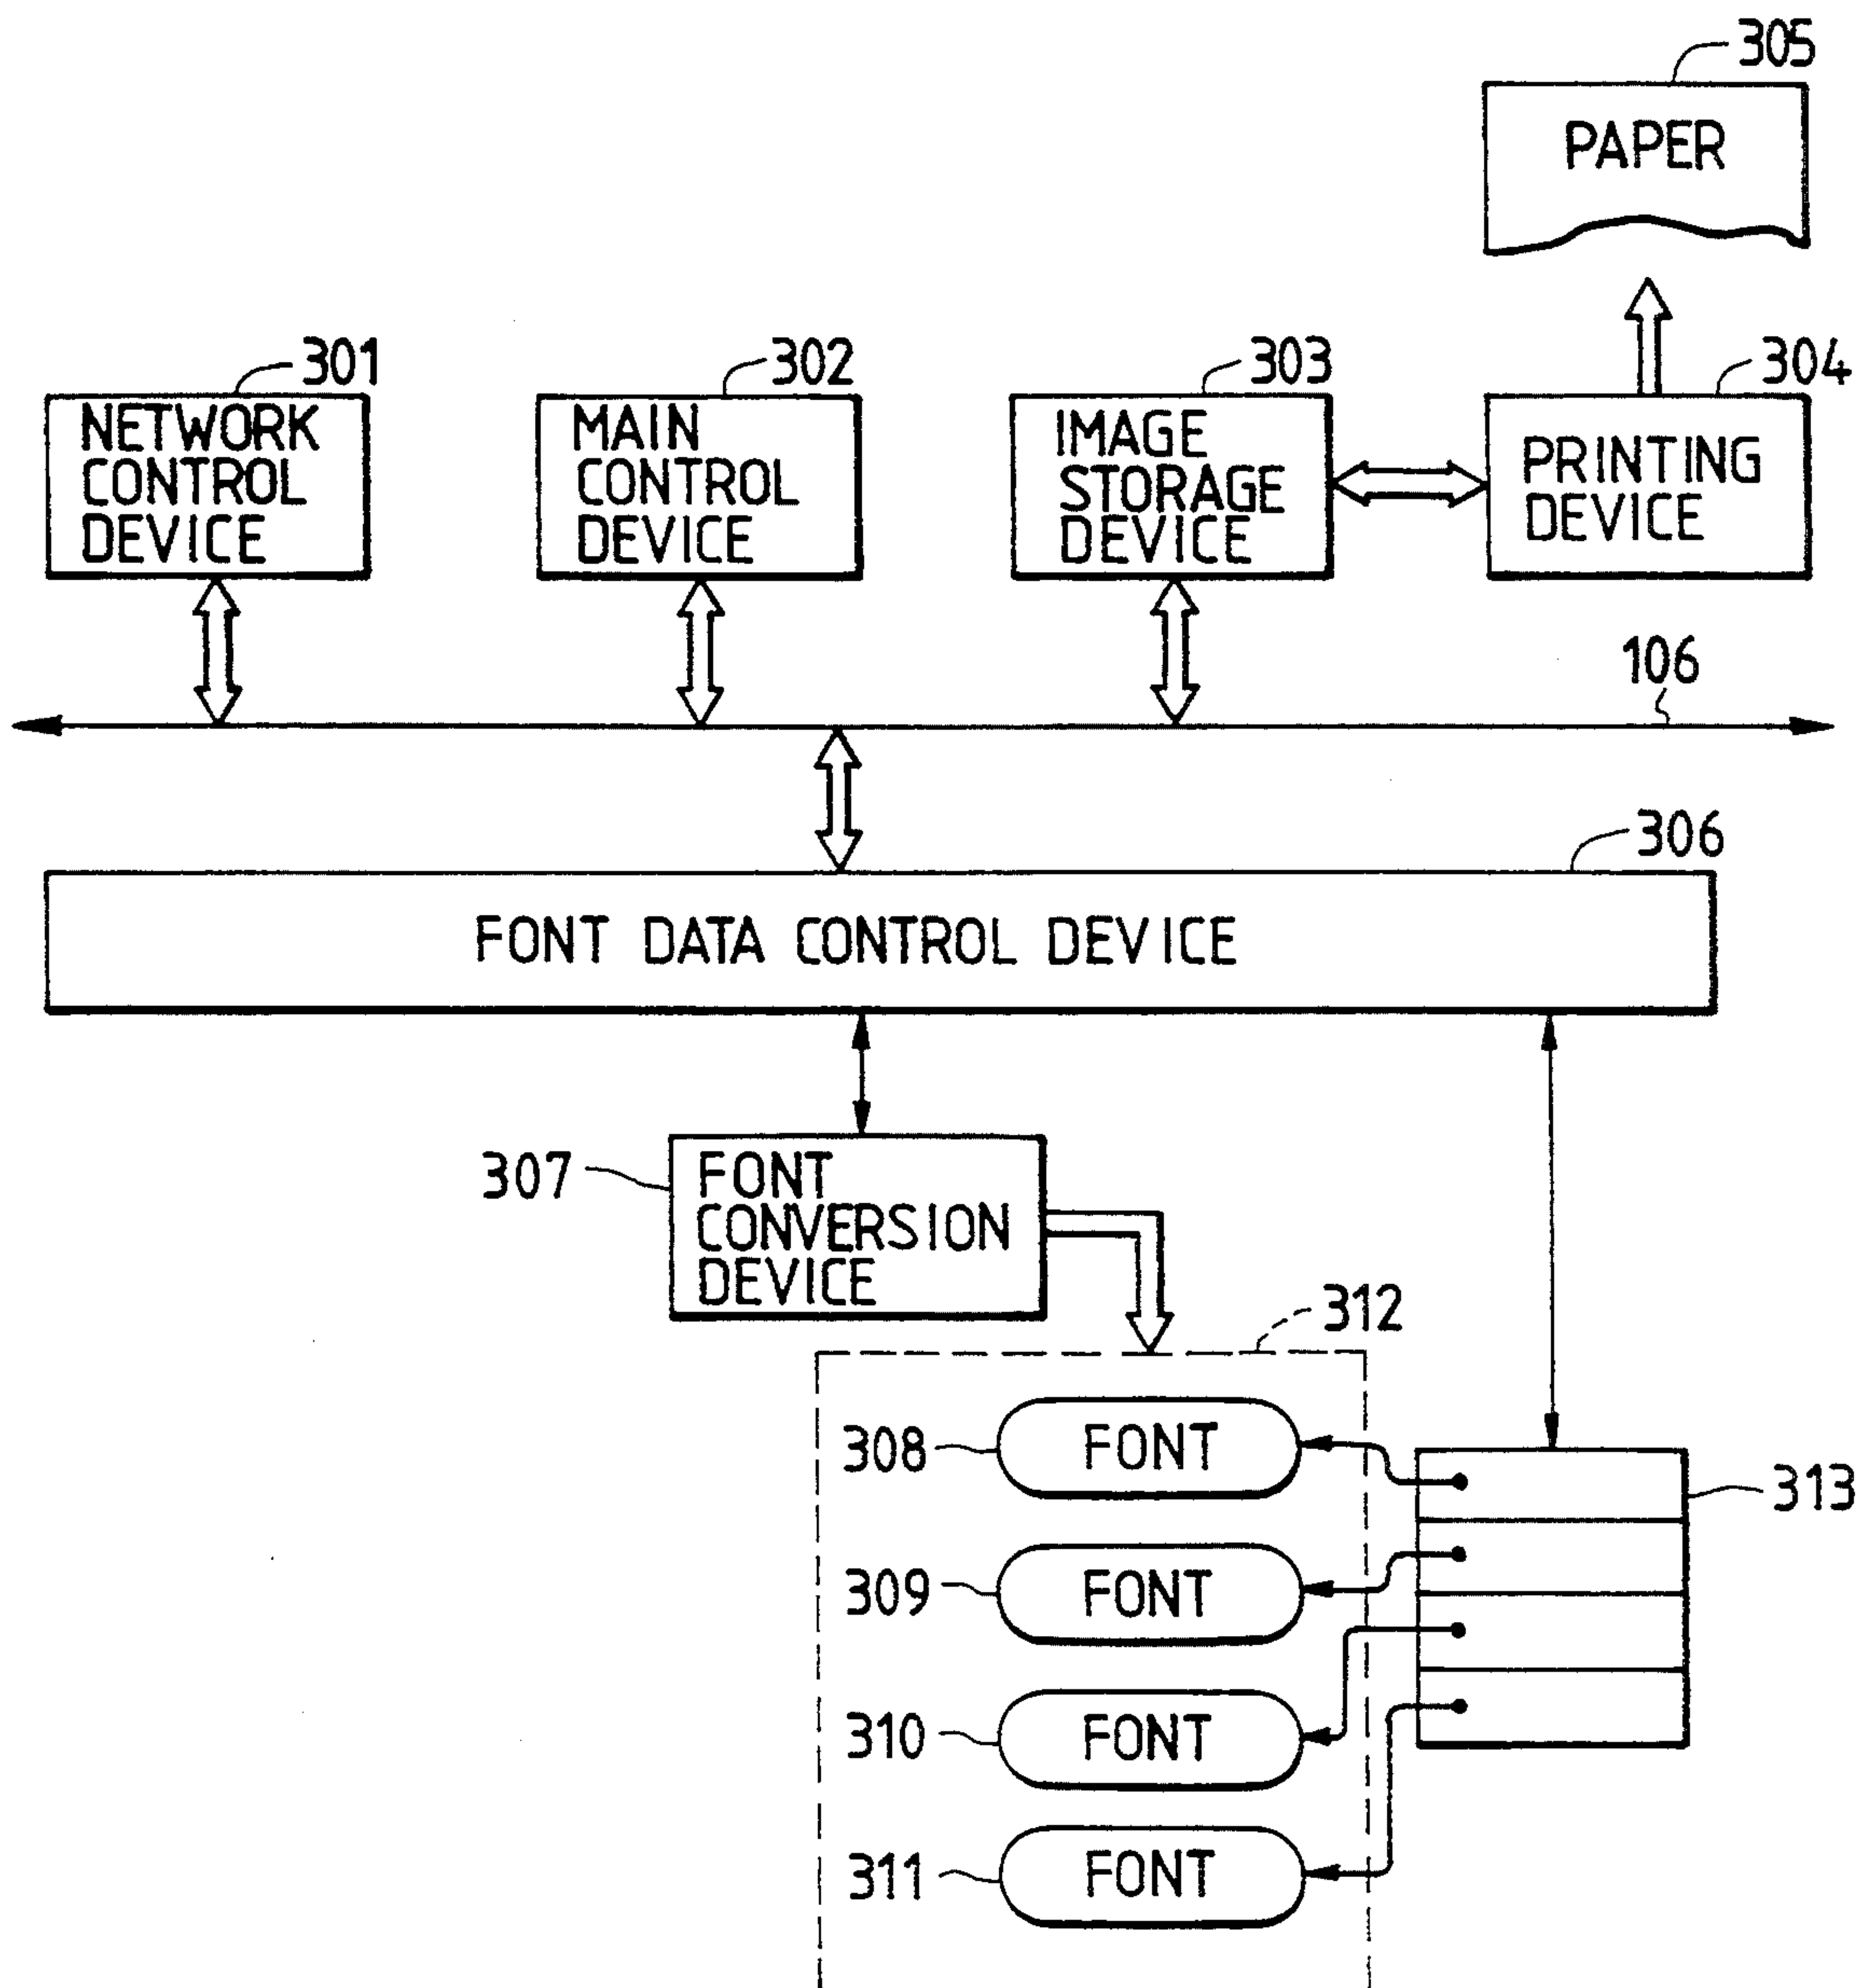 305
PAPER
301
302
303
304
NETWORK
CONTROL
DEVICE
MAIN
CONTROL
DEVICE
IMAGE
STORAGE
DEVICE
PRINTING
DEVICE
106
306
FONT DATA CONTROL DEVICE
307
FONT
CONVERSION
DEVICE
312
308
FONT
313
309
FONT
310
FONT
311
FONT